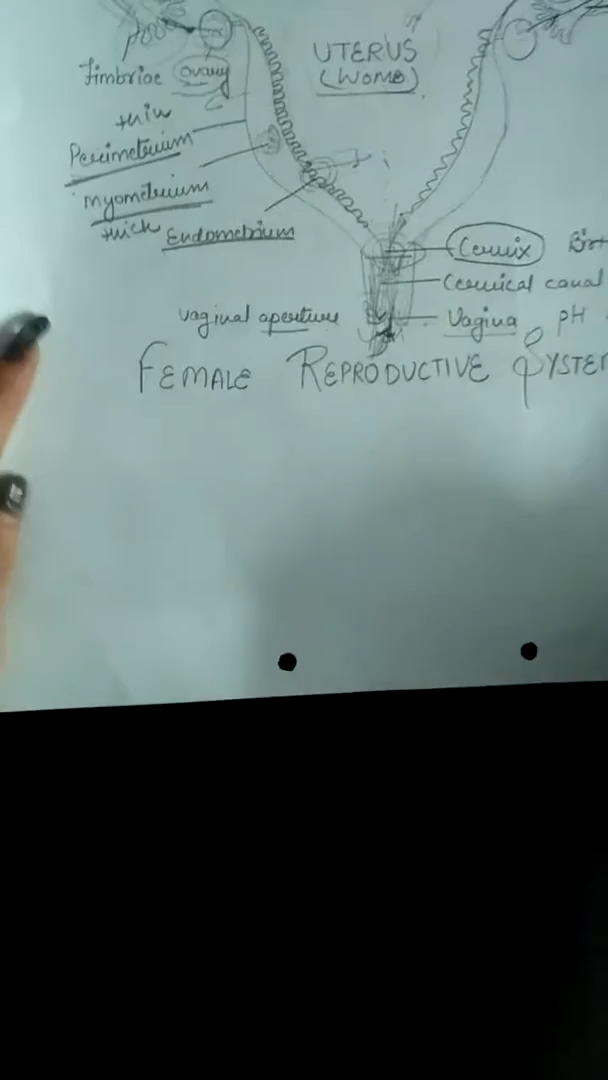 UTERUS
(WOMB)
Fimbriae Ovary
thin
Perimetrium
myometrium
thick Endometrium
Cervix
Cervical canal
vaginal aperture
Vagina pH
FEMALE REPRODUCTIVE SYSTEM